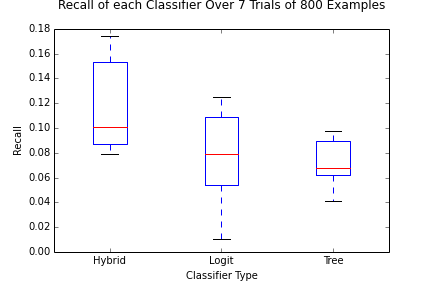 Recall of each Classifier Over 7 Trials of 800 Examples
0.18
0.16
0.14
0.12
0.10
0.08
0.06
0.04
0.02
0.00
Recall
Hybrid Logit Tree
Classifier Type